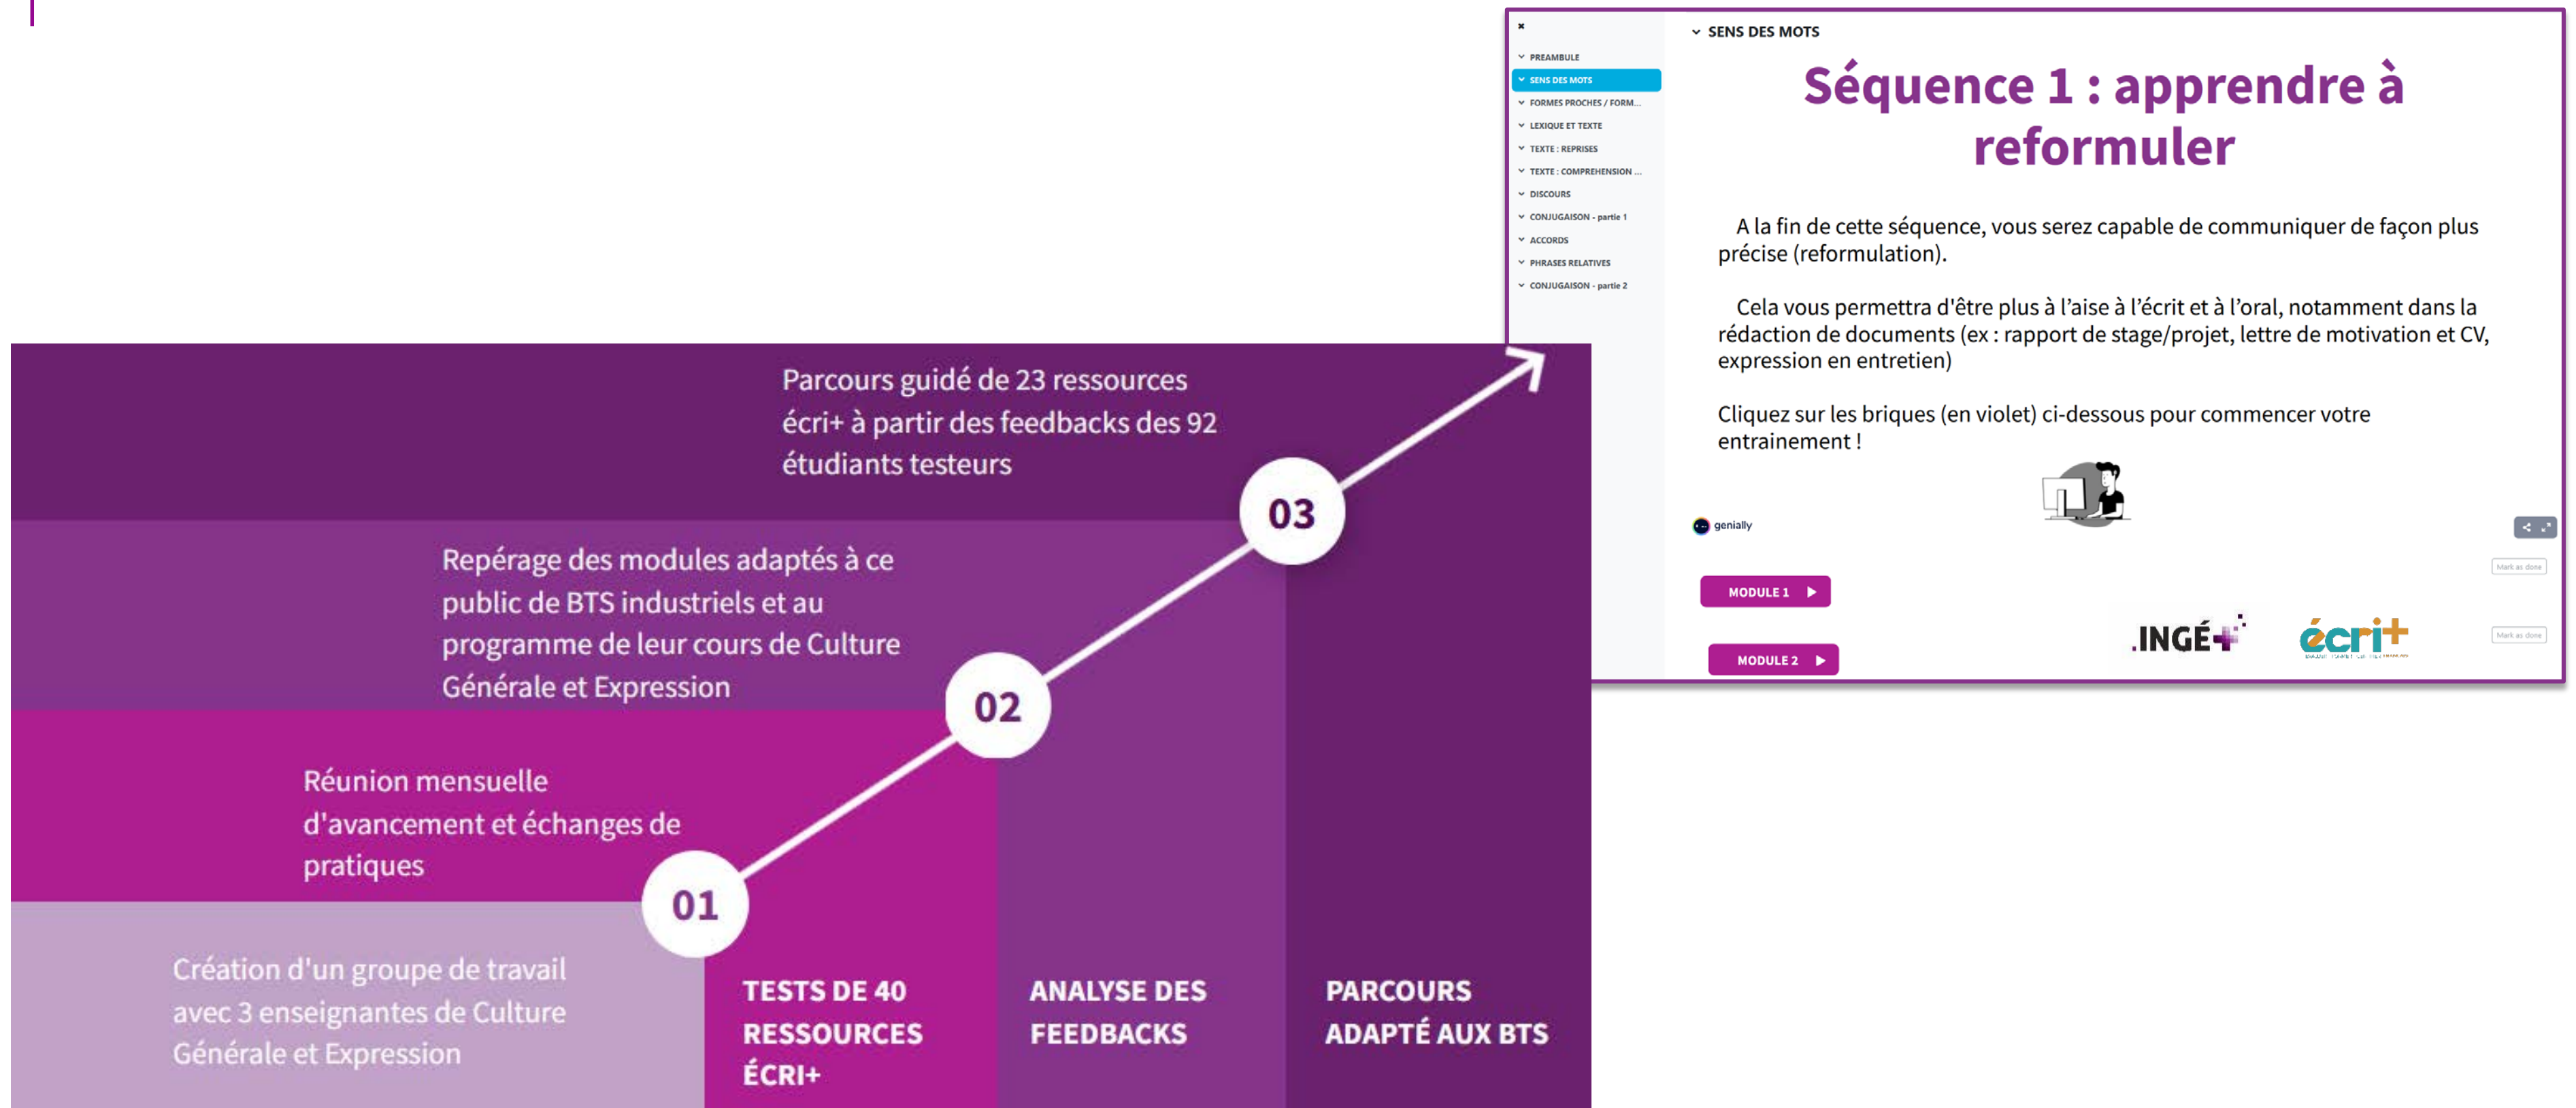 PREAMBULE
SENS DES MOTS
FORMES PROCHES / FORM...
LEXIQUE ET TEXTE
TEXTE : REPRISES
TEXTE : COMPREHENSION ...
DISCOURS
CONJUGAISON - partie 1
ACCORDS
PHRASES RELATIVES
CONJUGAISON - partie 2
SENS DES MOTS
Séquence 1 : apprendre à
reformuler
A la fin de cette séquence, vous serez capable de communiquer de façon plus
précise (reformulation).
Cela vous permettra d'être plus à l'aise à l'écrit et à l'oral, notamment dans la
rédaction de documents (ex : rapport de stage/projet, lettre de motivation et CV,
expression en entretien)
Cliquez sur les briques (en violet) ci-dessous pour commencer votre
entrainement !
genially
Mark as done
MODULE 1
.INGÉ+
écri+
Mark as done
MODULE 2
Parcours guidé de 23 ressources
écri+ à partir des feedbacks des 92
étudiants testeurs
03
Repérage des modules adaptés à ce
public de BTS industriels et au
programme de leur cours de Culture
Générale et Expression
02
Réunion mensuelle
d'avancement et échanges de
pratiques
01
Création d'un groupe de travail
avec 3 enseignantes de Culture
Générale et Expression
TESTS DE 40
RESSOURCES
ÉCRI+
ANALYSE DES
FEEDBACKS
PARCOURS
ADAPTÉ AUX BTS